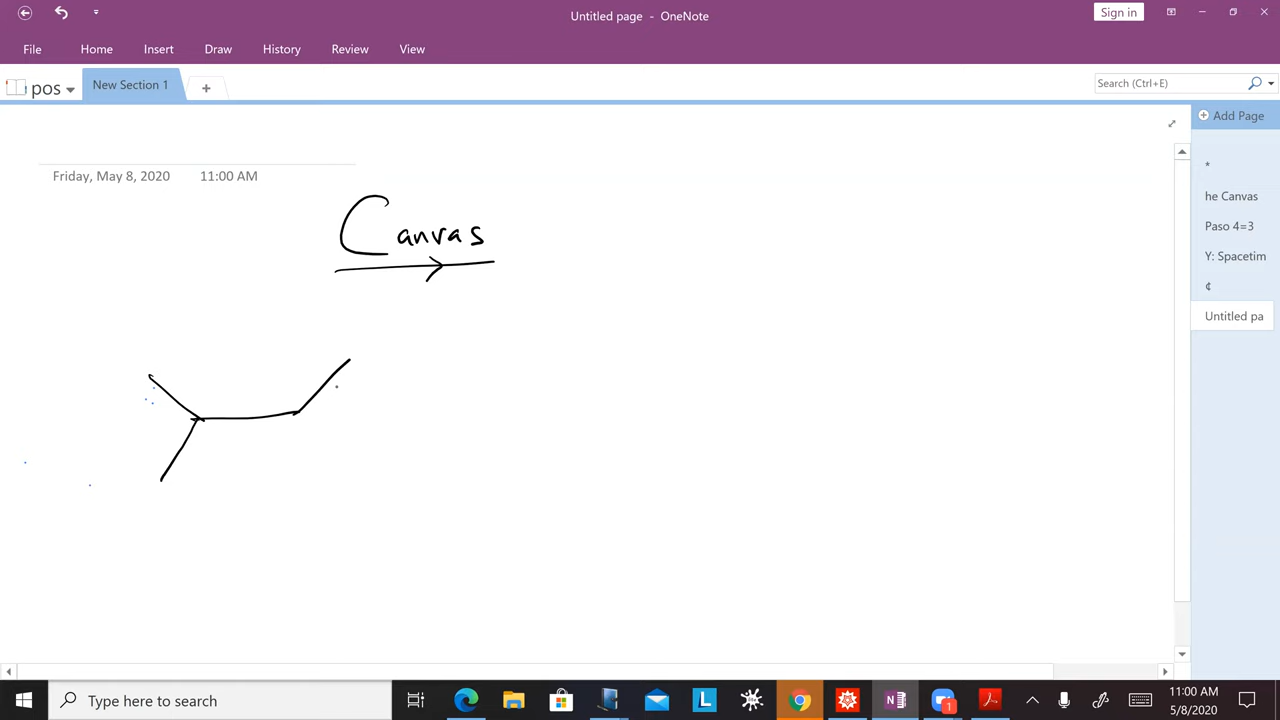 Untitled page - OneNote
Sign in
File Home Insert Draw History Review View
pos
New Section 1
Search (Ctrl+E)
Add Page
Friday, May 8, 2020 11:00 AM
Canvas
*
he Canvas
Paso 4=3
Y: Spacetim
¢
Untitled pa
Type here to search
L
N
1
11:00 AM
5/8/2020